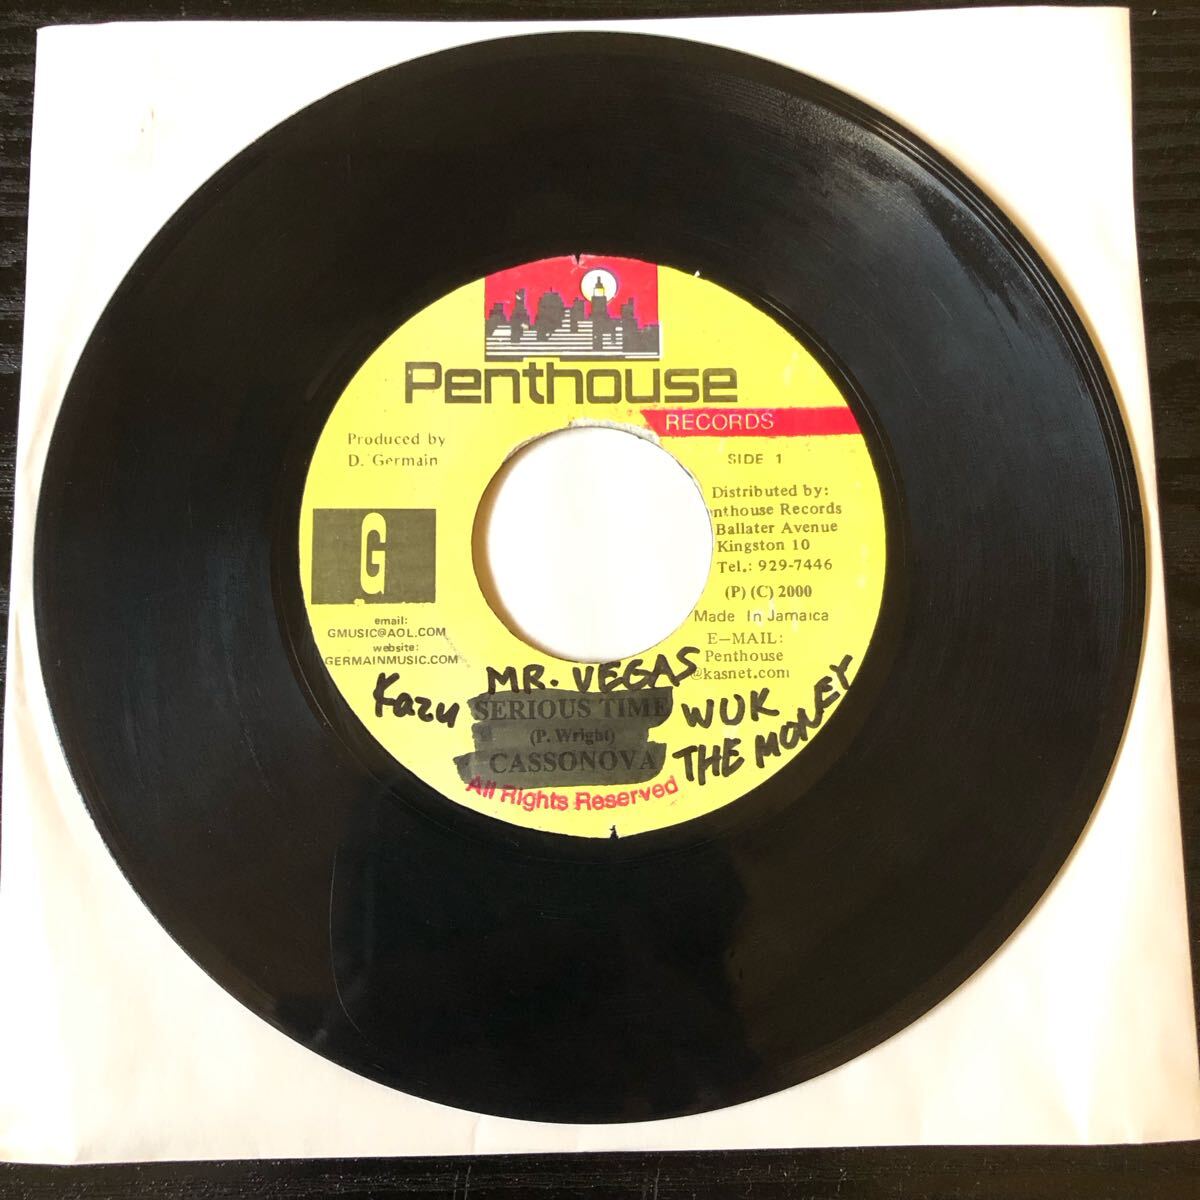 Penthouse
RECORDS
Produced by
D. Germain
SIDE 1
G
Distributed by:
nthouse Records
Ballater Avenue
Kingston 10
Tel.: 929-7446
(P) (C) 2000
Made In Jamaica
E-MAIL:
Penthouse
@kasnet.com
email:
GMUSIC@AOL.COM
website:
GERMAINMUSIC.COM
Kazu
MR. VEGAS
WUK
THE MONEY
SERIOUS TIME
(P. Wright)
CASSONOVA
All Rights Reserved